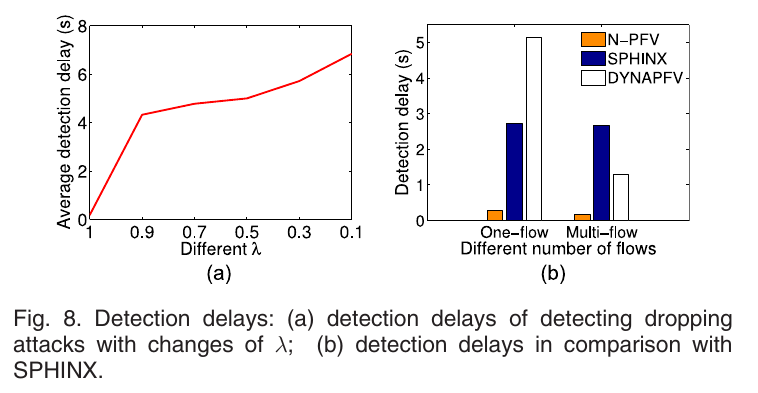 8
6
4
2
0
Average detection delay (s)
1 0.9 0.7 0.5 0.3 0.1
Different λ
(a)
5
4
3
2
1
0
Detection delay (s)
N−PFV
SPHINX
DYNAPFV
One−flow Multi−flow
Different number of flows
(b)
Fig. 8. Detection delays: (a) detection delays of detecting dropping
attacks with changes of λ; (b) detection delays in comparison with
SPHINX.